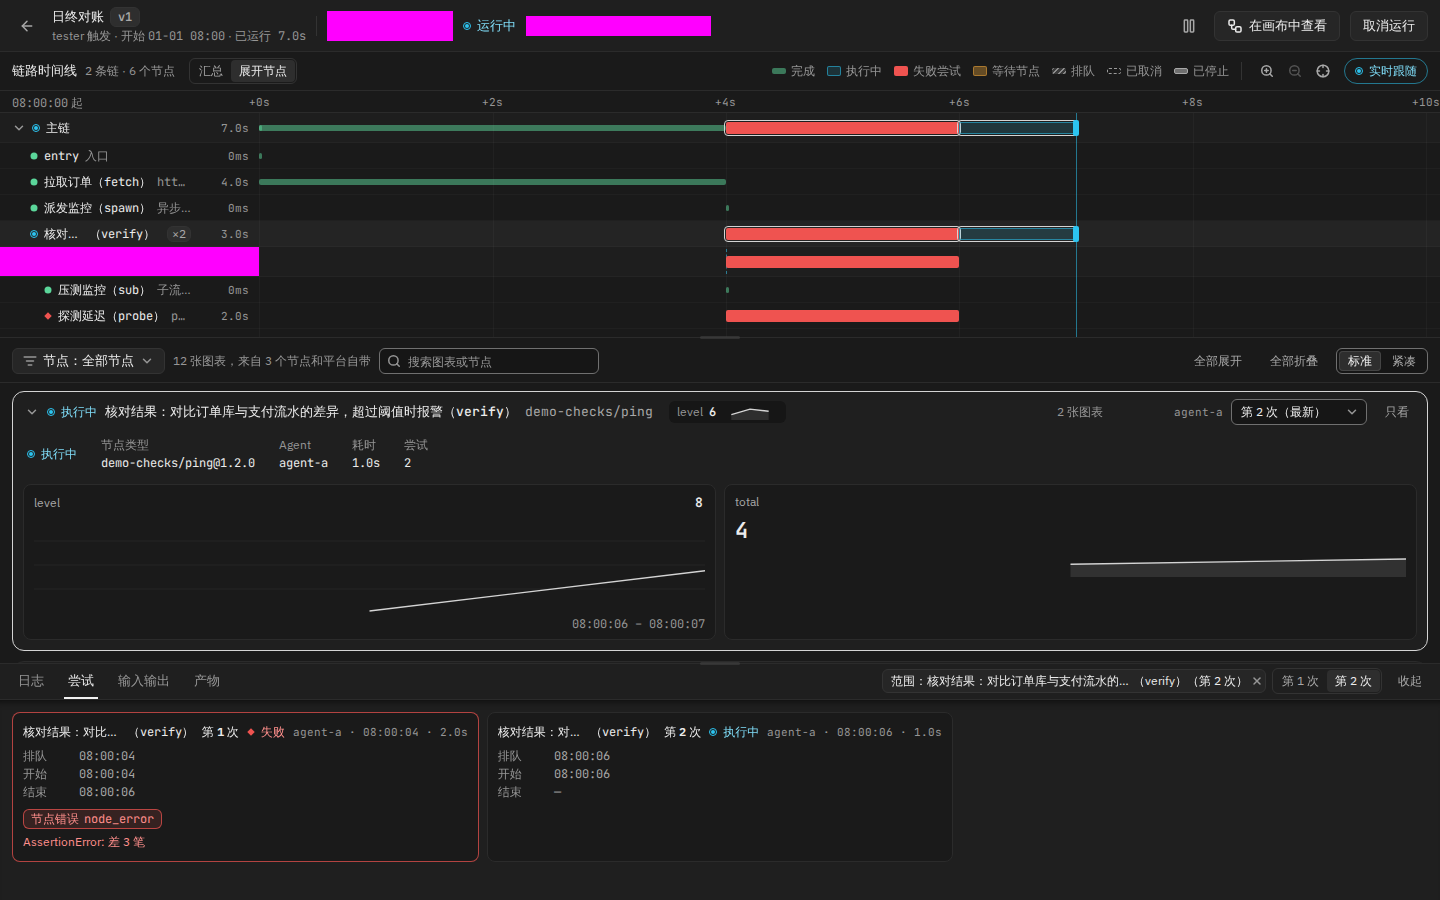 日终对账 v1
tester 触发 · 开始 01-01 08:00 · 已运行 7.0s
运行中
在画布中查看
取消运行
链路时间线 2 条链 · 6 个节点 汇总 展开节点
完成 执行中 失败尝试 等待节点 排队 已取消 已停止 实时跟随
08:00:00 起 +0s +2s +4s +6s +8s +10s
主链 7.0s
entry 入口 0ms
拉取订单（fetch） htt… 4.0s
派发监控（spawn） 异步… 0ms
核对… （verify） ×2 3.0s
压测监控（sub） 子流… 0ms
探测延迟（probe） p… 2.0s
节点：全部节点 12 张图表，来自 3 个节点和平台自带 搜索图表或节点 全部展开 全部折叠 标准 紧凑
执行中 核对结果：对比订单库与支付流水的差异，超过阈值时报警（verify） demo-checks/ping level 6 2 张图表 agent-a 第 2 次（最新） 只看
执行中
节点类型 Agent 耗时 尝试
demo-checks/ping@1.2.0 agent-a 1.0s 2
level 8
08:00:06 – 08:00:07
total
4
日志 尝试 输入输出 产物 范围：核对结果：对比订单库与支付流水的… （verify）（第 2 次） 第 1 次 第 2 次 收起
核对结果：对比… （verify） 第 1 次 失败 agent-a · 08:00:04 · 2.0s
排队 08:00:04
开始 08:00:04
结束 08:00:06
节点错误 node_error
AssertionError: 差 3 笔
核对结果：对… （verify） 第 2 次 执行中 agent-a · 08:00:06 · 1.0s
排队 08:00:06
开始 08:00:06
结束 —